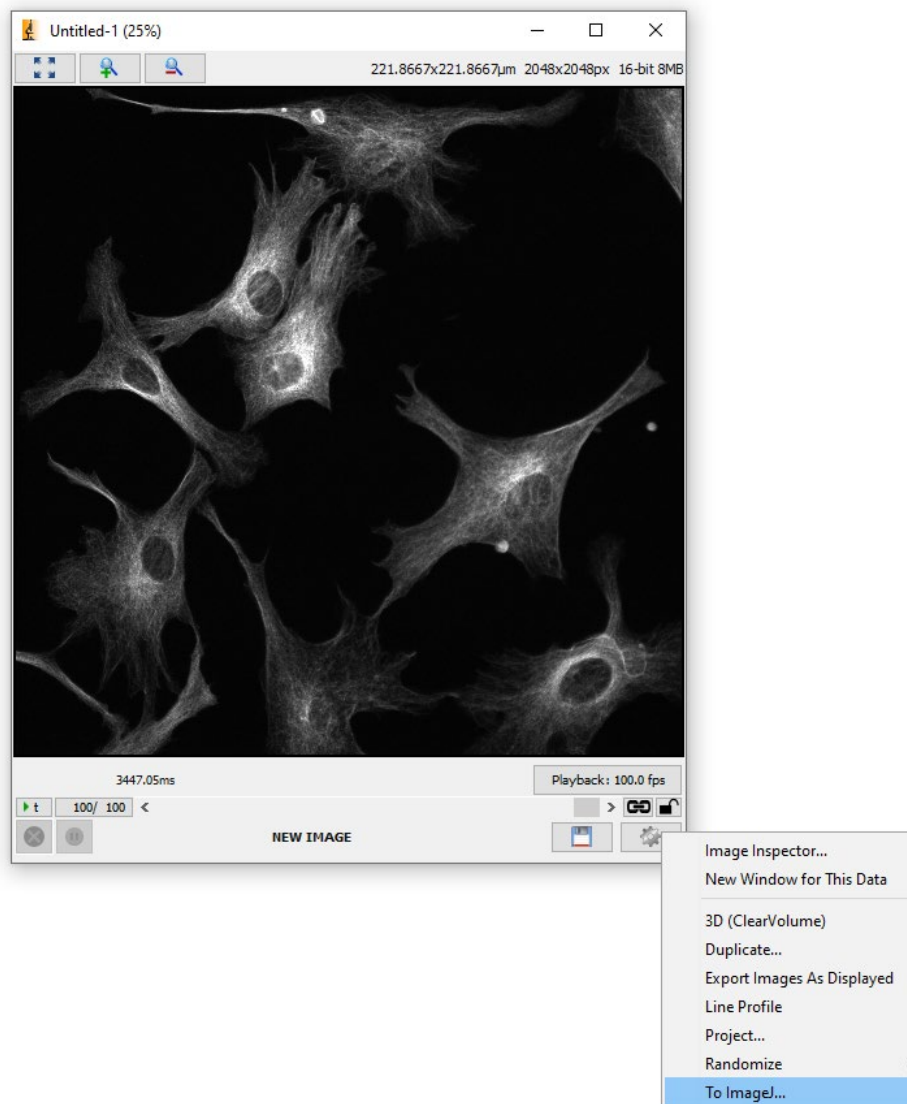 Untitled-1 (25%)
221.8667x221.8667µm 2048x2048px 16-bit 8MB
3447.05ms
Playback: 100.0 fps
t 100/ 100 < >
NEW IMAGE
Image Inspector...
New Window for This Data
3D (ClearVolume)
Duplicate...
Export Images As Displayed
Line Profile
Project...
Randomize
To ImageJ...